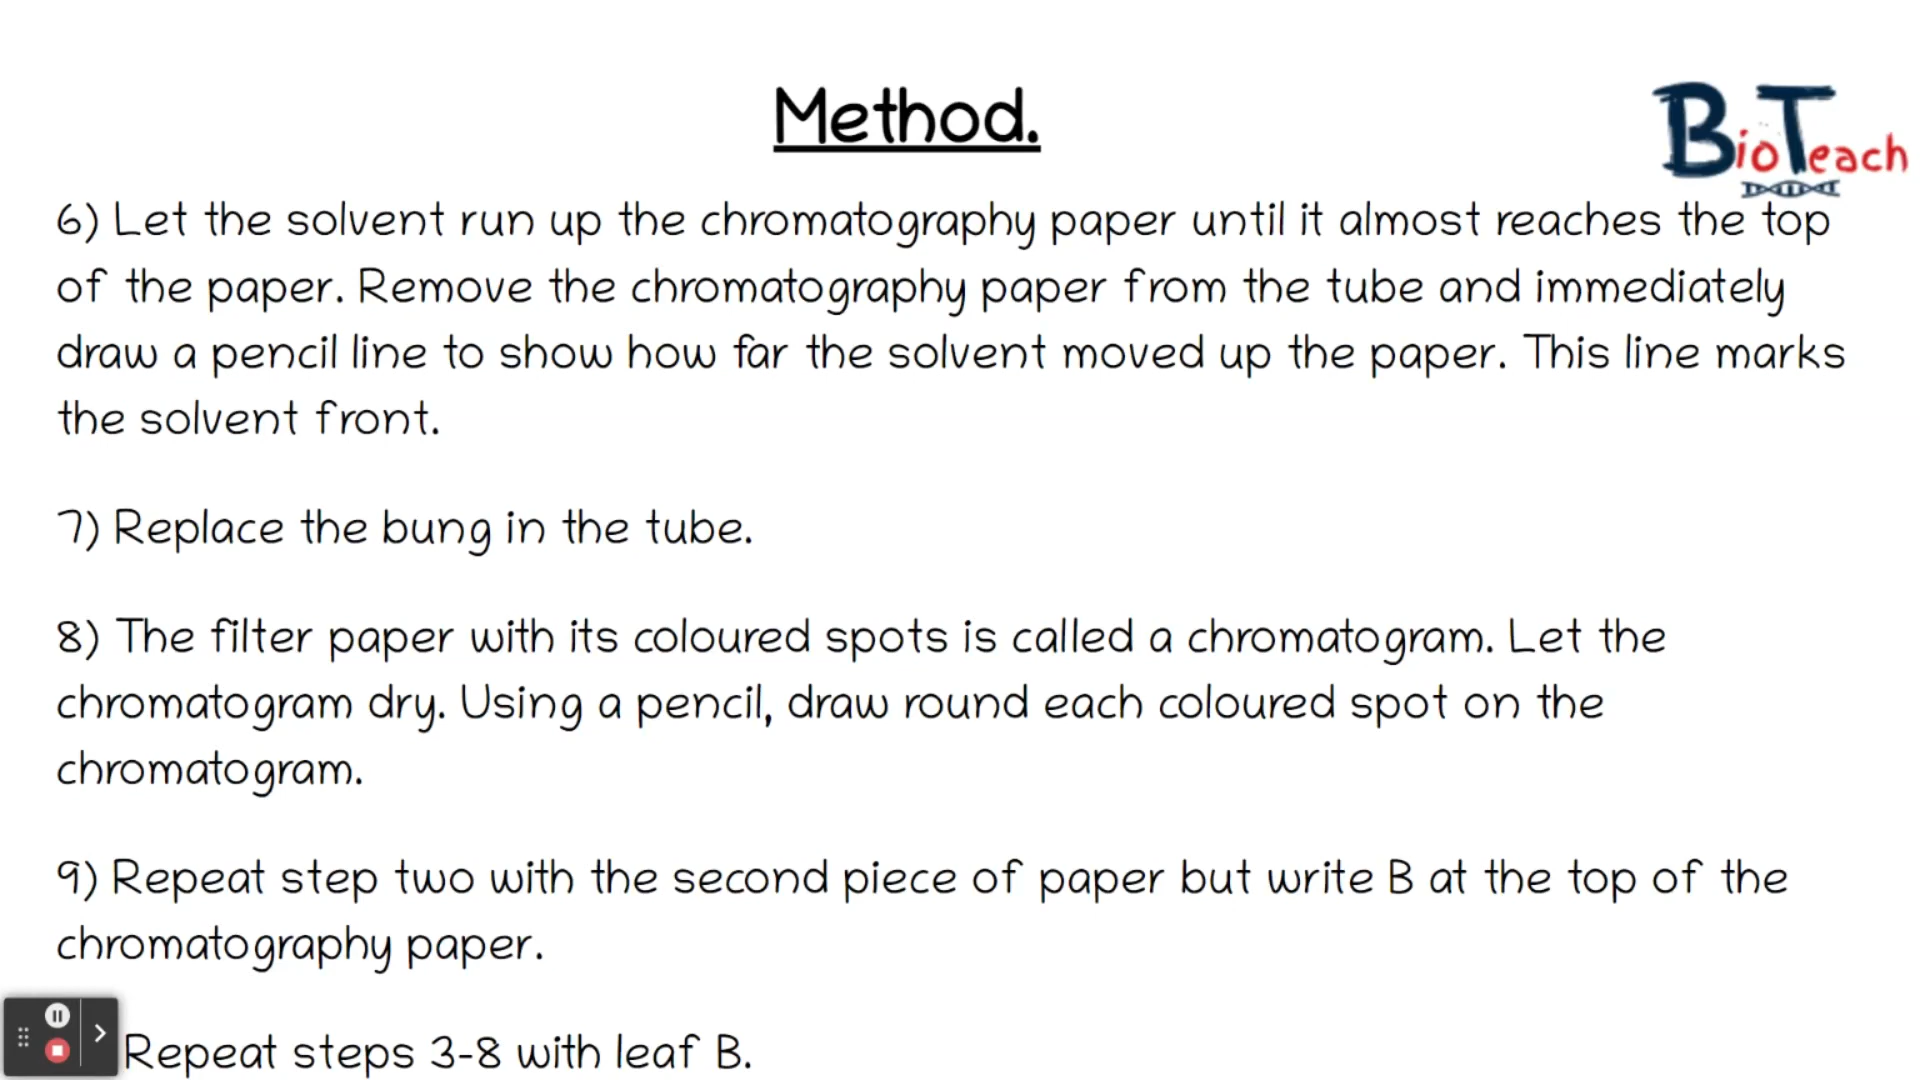 Method.
BioTeach
6) Let the solvent run up the chromatography paper until it almost reaches the top
of the paper. Remove the chromatography paper from the tube and immediately
draw a pencil line to show how far the solvent moved up the paper. This line marks
the solvent front.
7) Replace the bung in the tube.
8) The filter paper with its coloured spots is called a chromatogram. Let the
chromatogram dry. Using a pencil, draw round each coloured spot on the
chromatogram.
9) Repeat step two with the second piece of paper but write B at the top of the
chromatography paper.
Repeat steps 3-8 with leaf B.